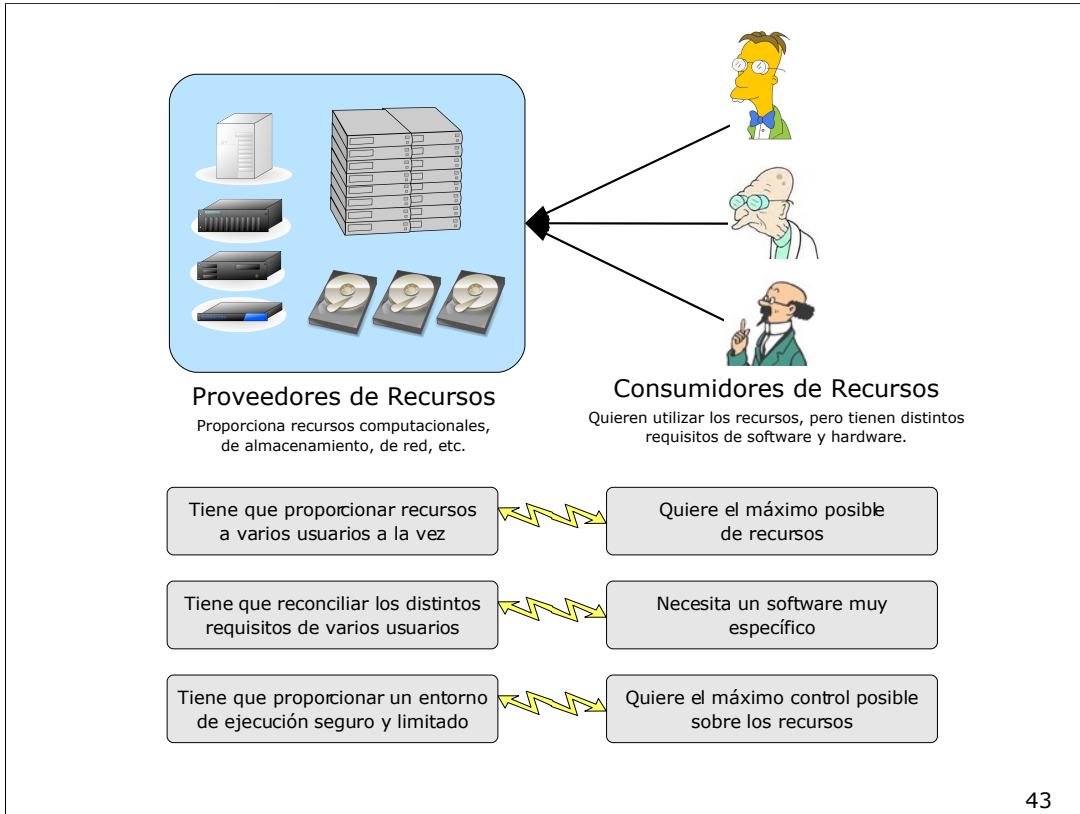 Proveedores de Recursos
Proporciona recursos computacionales,
de almacenamiento, de red, etc.
Consumidores de Recursos
Quieren utilizar los recursos, pero tienen distintos
requisitos de software y hardware.
Tiene que proporcionar recursos
a varios usuarios a la vez
Quiere el máximo posible
de recursos
Tiene que reconciliar los distintos
requisitos de varios usuarios
Necesita un software muy
específico
Tiene que proporcionar un entorno
de ejecución seguro y limitado
Quiere el máximo control posible
sobre los recursos
43